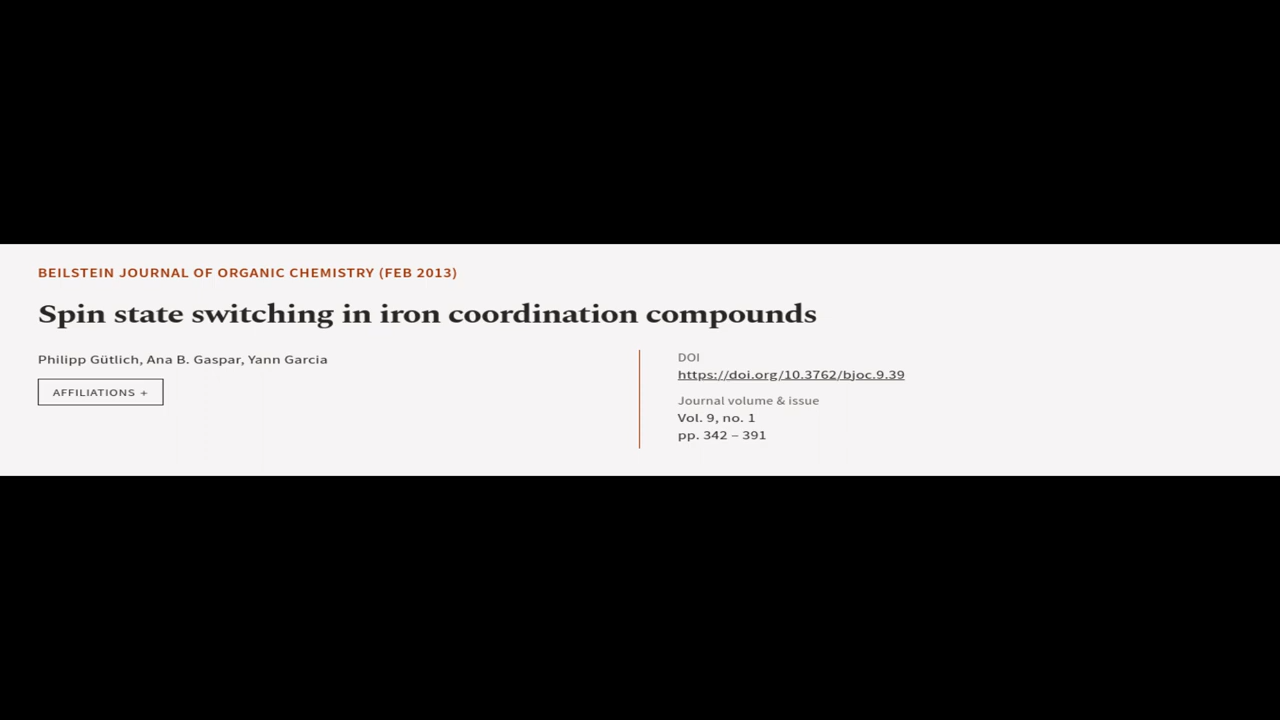 BEILSTEIN JOURNAL OF ORGANIC CHEMISTRY (FEB 2013)
Spin state switching in iron coordination compounds
Philipp Gütlich, Ana B. Gaspar, Yann Garcia
AFFILIATIONS +
DOI
https://doi.org/10.3762/bjoc.9.39
Journal volume & issue
Vol. 9, no. 1
pp. 342 – 391